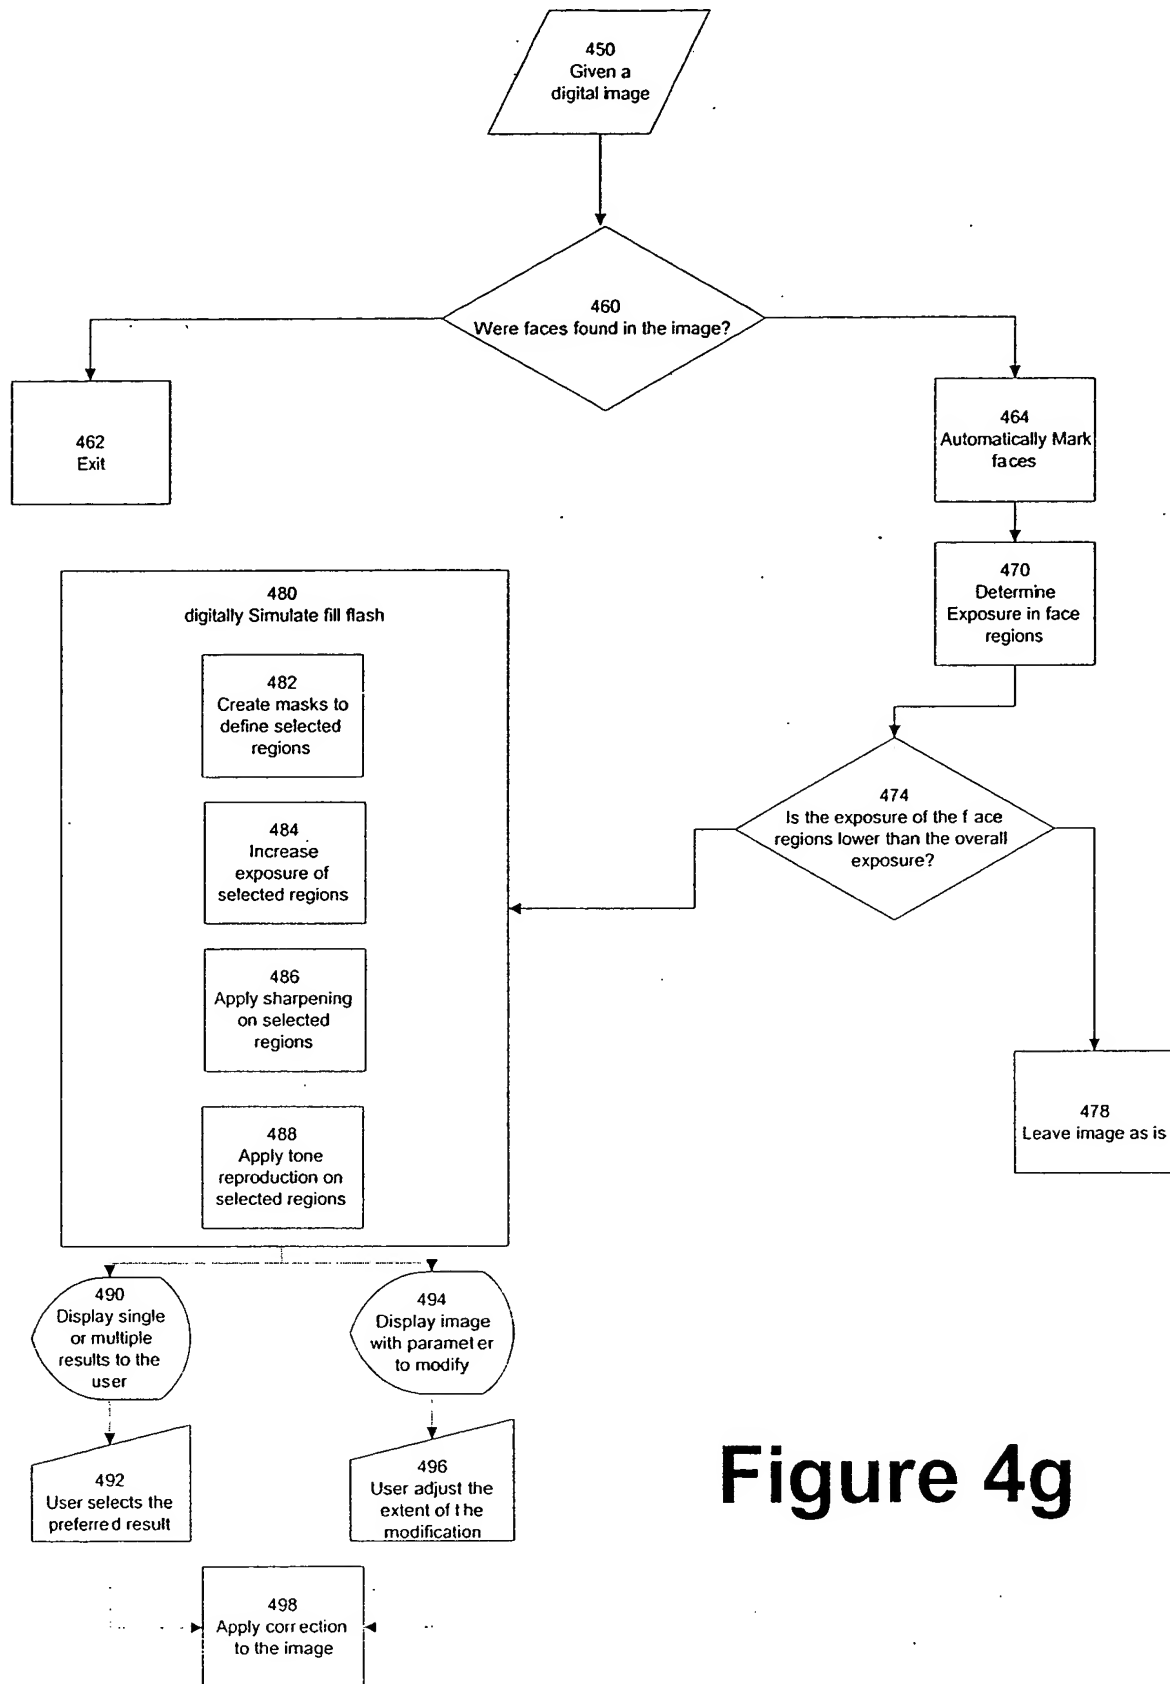 450
Given a
digital image
460
Were faces found in the image?
462
Exit
464
Automatically Mark
faces
470
Determine
Exposure in face
regions
474
Is the exposure of the f ace
regions lower than the overall
exposure?
478
Leave image as is
480
digitally Simulate fill flash
482
Create masks to
define selected
regions
484
Increase
exposure of
selected regions
486
Apply sharpening
on selected
regions
488
Apply tone
reproduction on
selected regions
490
Display single
or multiple
results to the
user
494
Display image
with paramet er
to modify
492
User selects the
preferred result
496
User adjust the
extent of the
modification
498
Apply correction
to the image
Figure 4g